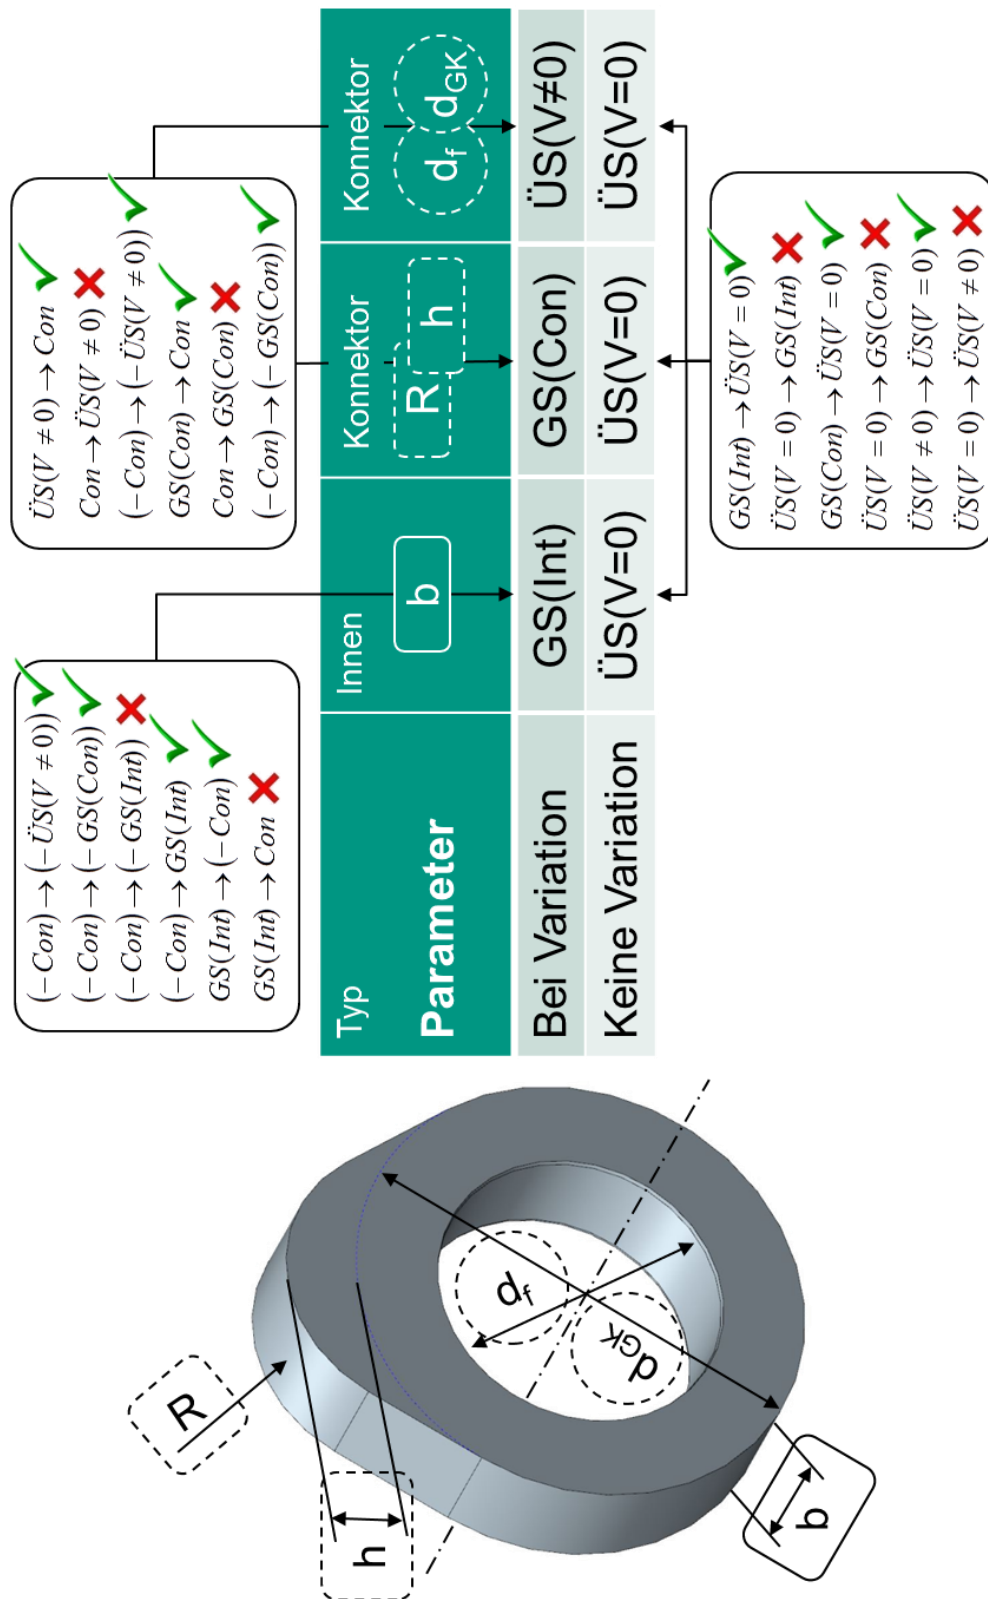 R
h
d_f
d_GK
b
(−Con)→(−ÜS(V ≠ 0)) ✓
(−Con)→(−GS(Con)) ✓
(−Con)→(−GS(Int)) ✗
(−Con)→GS(Int) ✓
GS(Int)→(−Con) ✓
GS(Int)→Con ✗
ÜS(V ≠ 0)→Con ✓
Con→ÜS(V ≠ 0) ✗
(−Con)→(−ÜS(V ≠ 0)) ✓
GS(Con)→Con ✓
Con→GS(Con) ✗
(−Con)→(−GS(Con)) ✓
Typ Innen Konnektor Konnektor
Parameter b R h d_f d_GK
Bei Variation GS(Int) GS(Con) ÜS(V≠0)
Keine Variation ÜS(V=0) ÜS(V=0) ÜS(V=0)
GS(Int)→ÜS(V = 0) ✓
ÜS(V = 0)→GS(Int) ✗
GS(Con)→ÜS(V = 0) ✓
ÜS(V = 0)→GS(Con) ✗
ÜS(V ≠ 0)→ÜS(V = 0) ✓
ÜS(V = 0)→ÜS(V ≠ 0) ✗